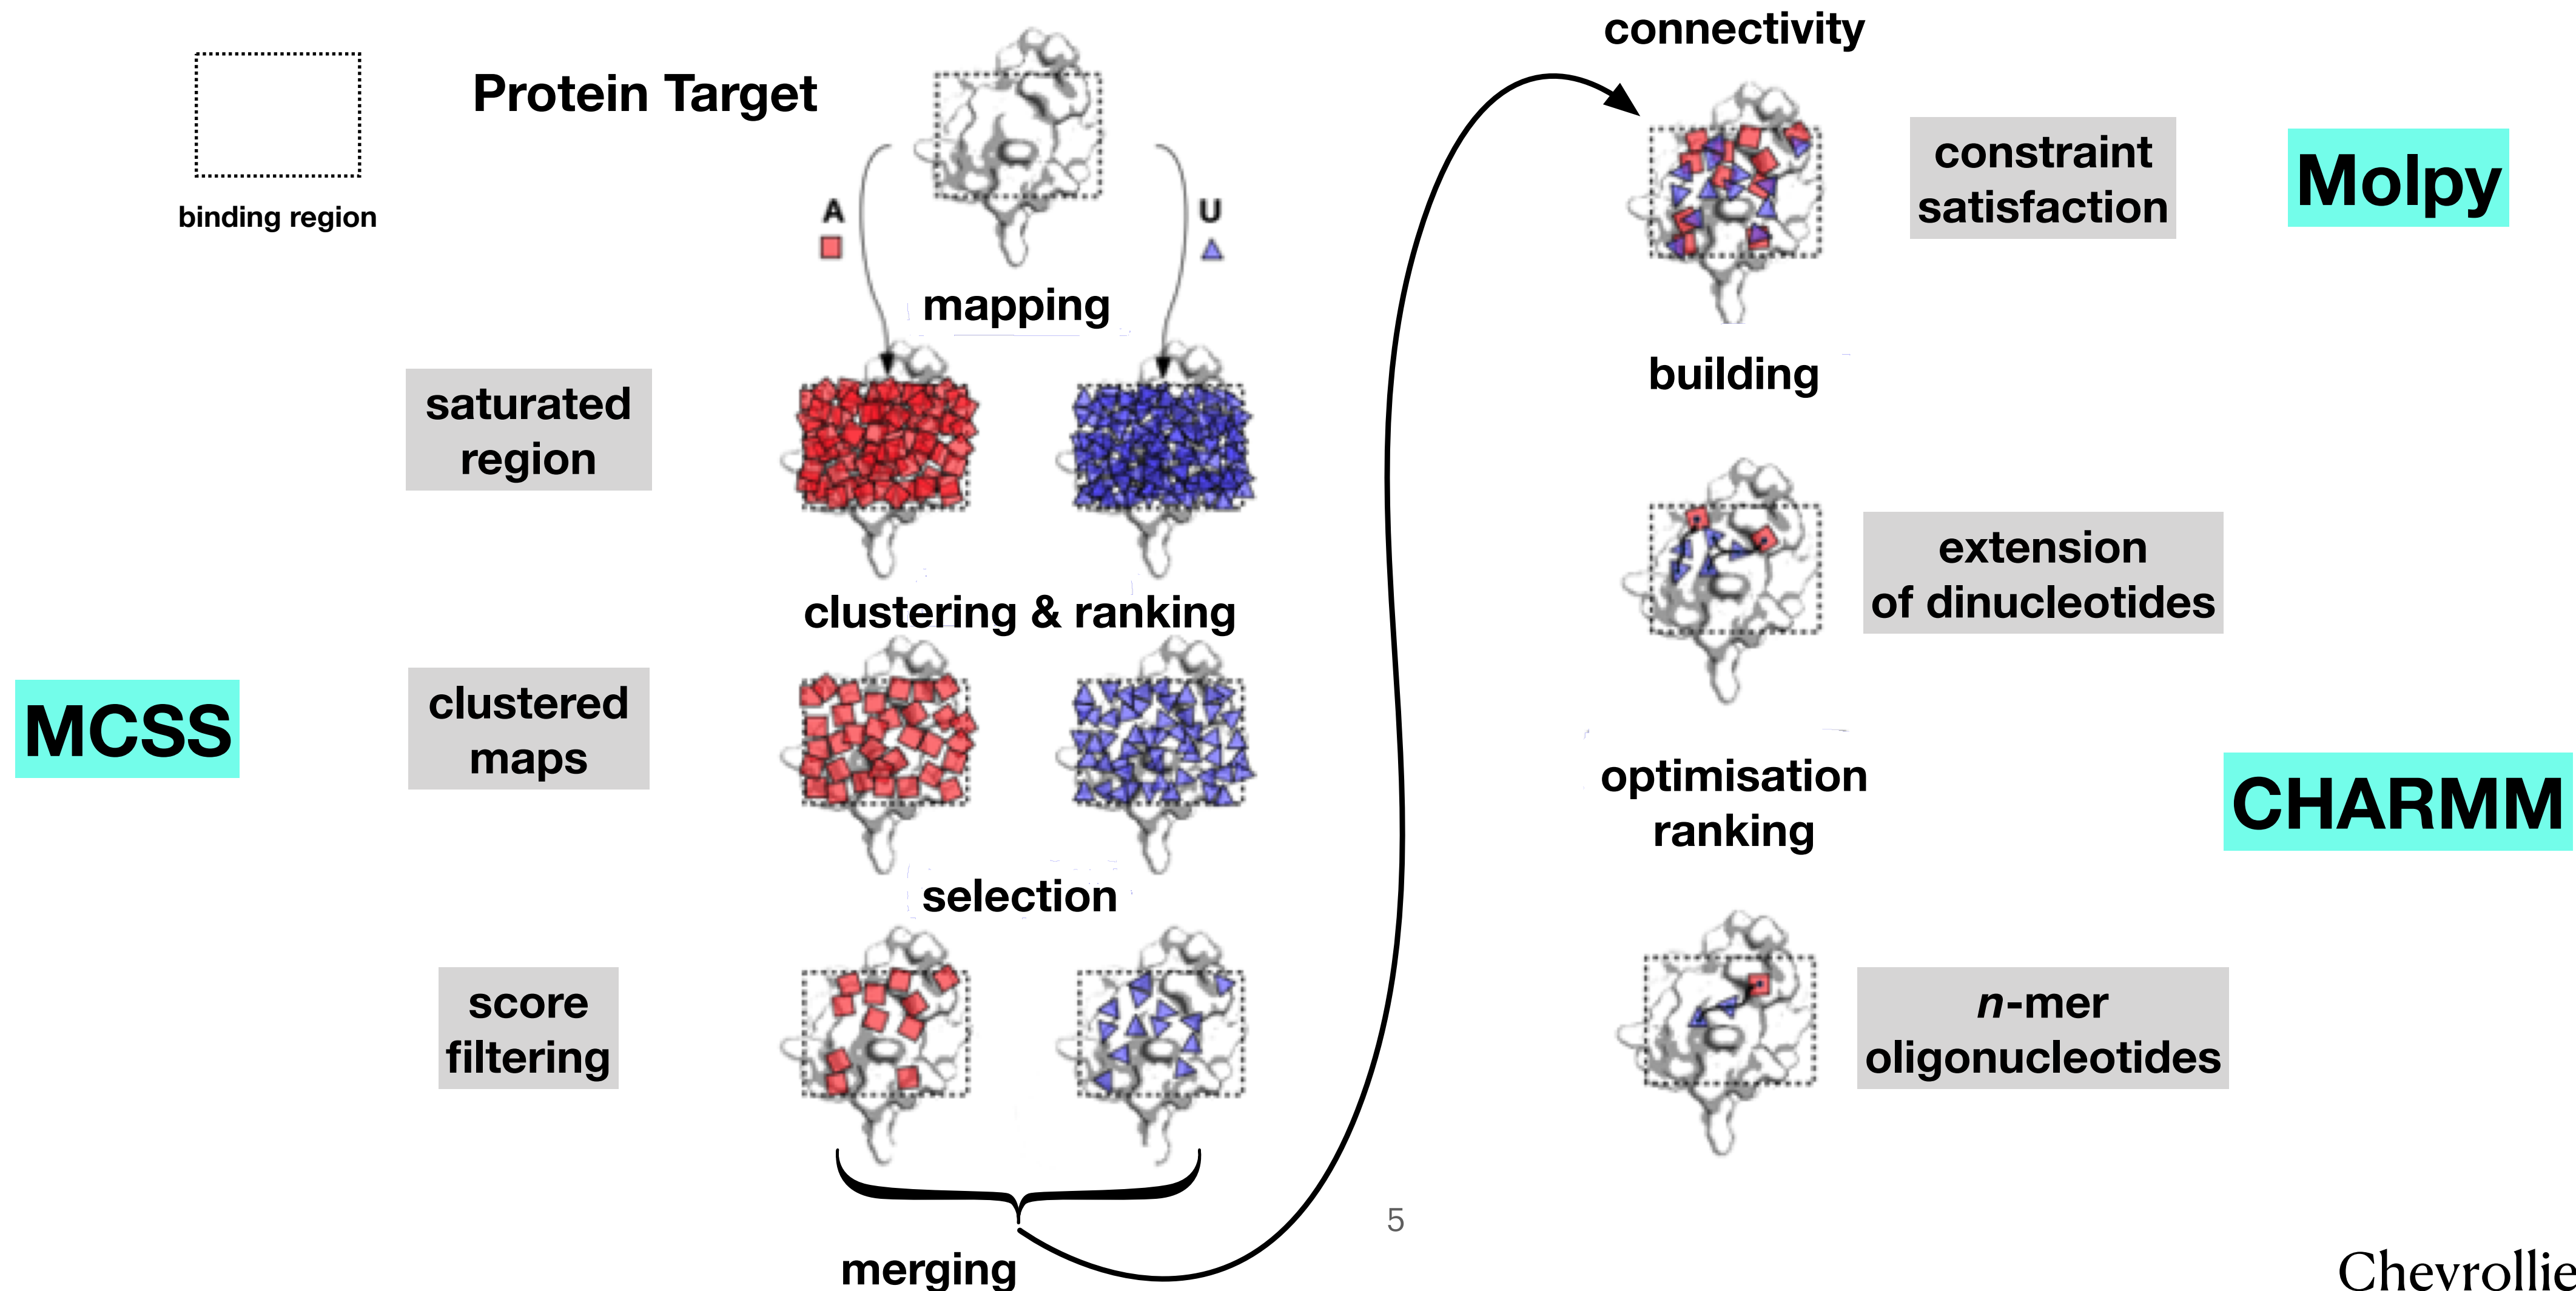 Protein Target
binding region
A
U
mapping
saturated
region
clustering & ranking
MCSS
clustered
maps
selection
score
filtering
merging
connectivity
constraint
satisfaction
Molpy
building
extension
of dinucleotides
optimisation
ranking
CHARMM
n-mer
oligonucleotides
5
Chevrollie